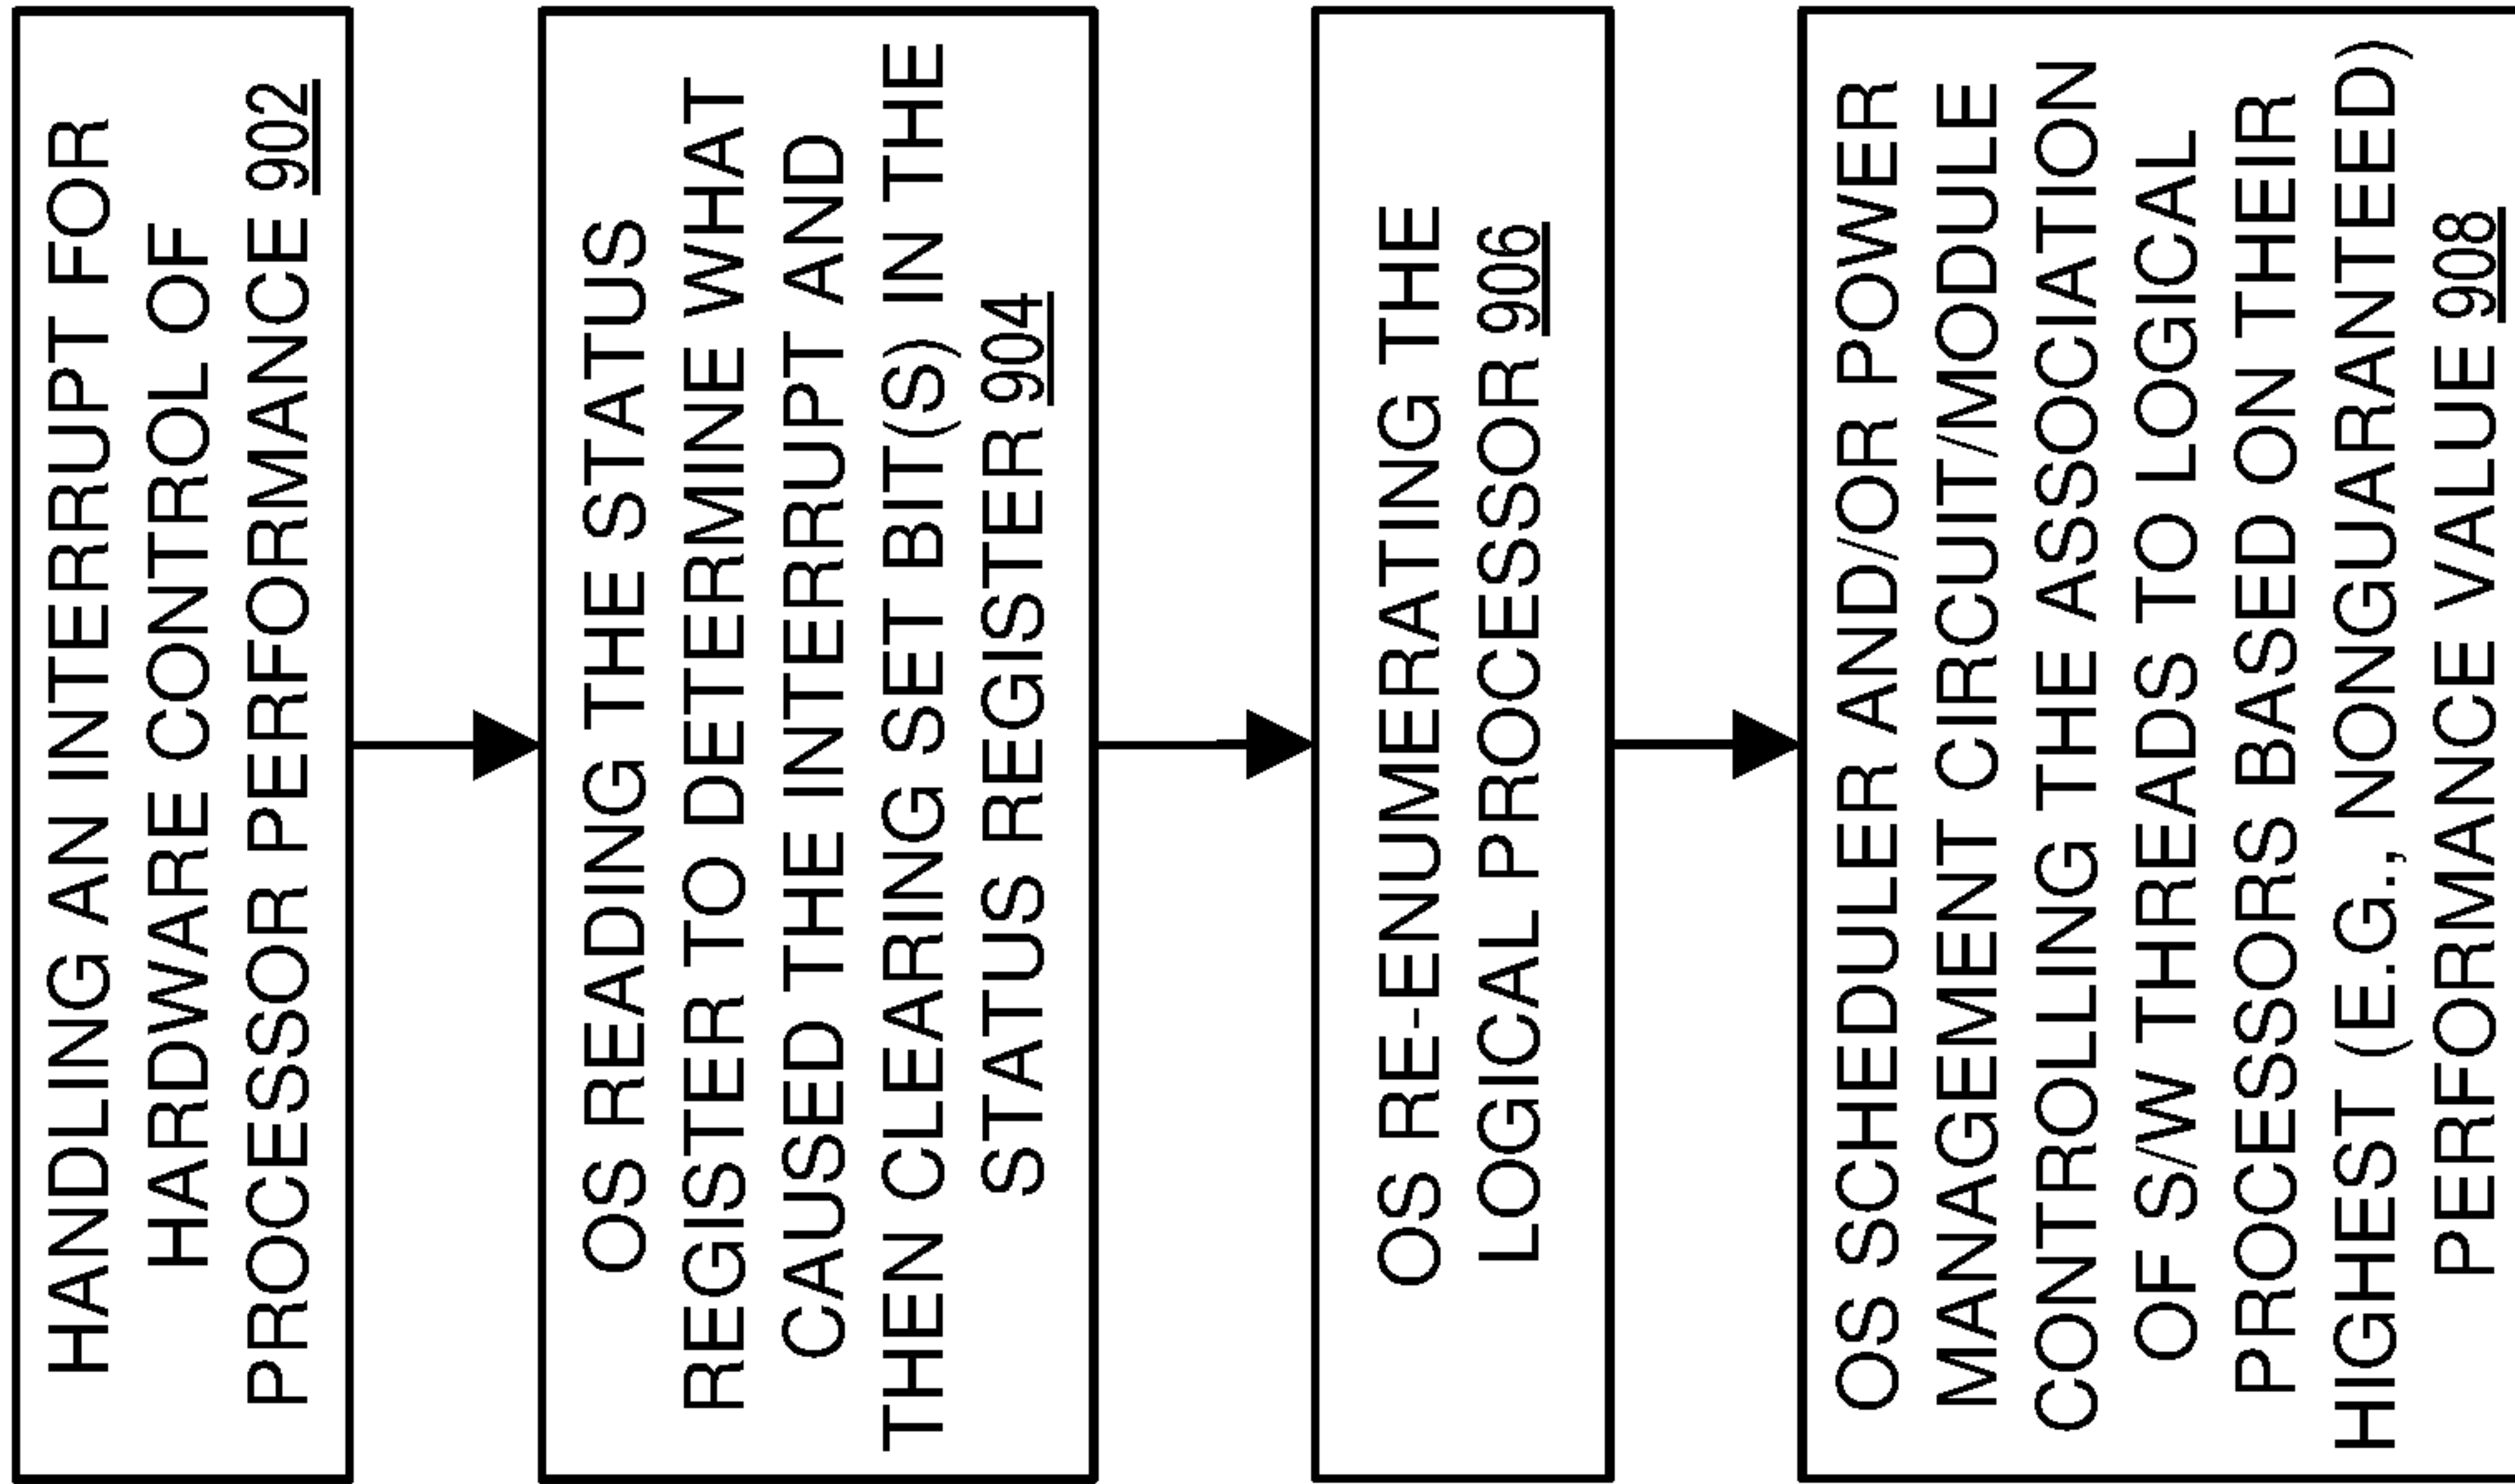 HANDLING AN INTERRUPT FOR
HARDWARE CONTROL OF
PROCESSOR PERFORMANCE 902
OS READING THE STATUS
REGISTER TO DETERMINE WHAT
CAUSED THE INTERRUPT AND
THEN CLEARING SET BIT(S) IN THE
STATUS REGISTER 904
OS RE-ENUMERATING THE
LOGICAL PROCESSOR 906
OS SCHEDULER AND/OR POWER
MANAGEMENT CIRCUIT/MODULE
CONTROLLING THE ASSOCIATION
OF S/W THREADS TO LOGICAL
PROCESSORS BASED ON THEIR
HIGHEST (E.G., NONGUARANTEED)
PERFORMANCE VALUE 908